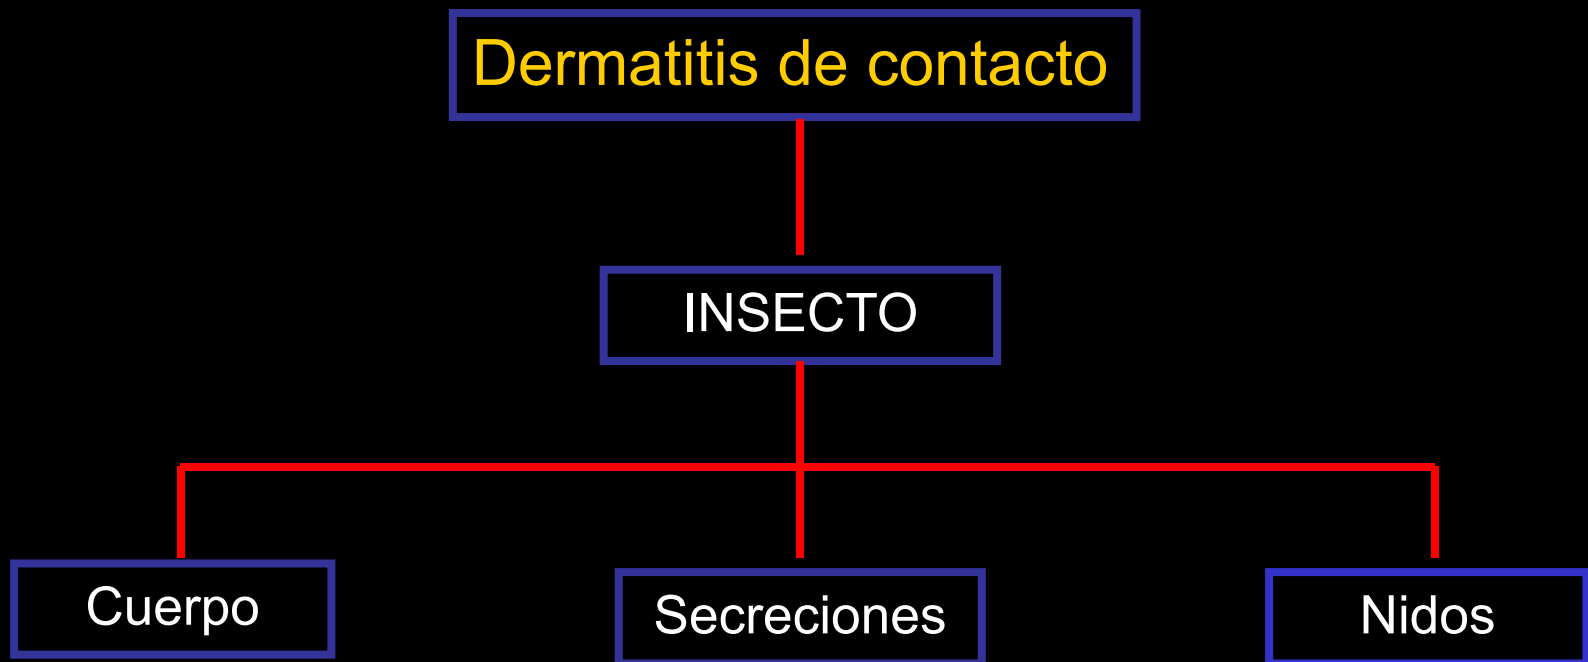 Dermatitis de contacto
INSECTO
Cuerpo
Secreciones
Nidos